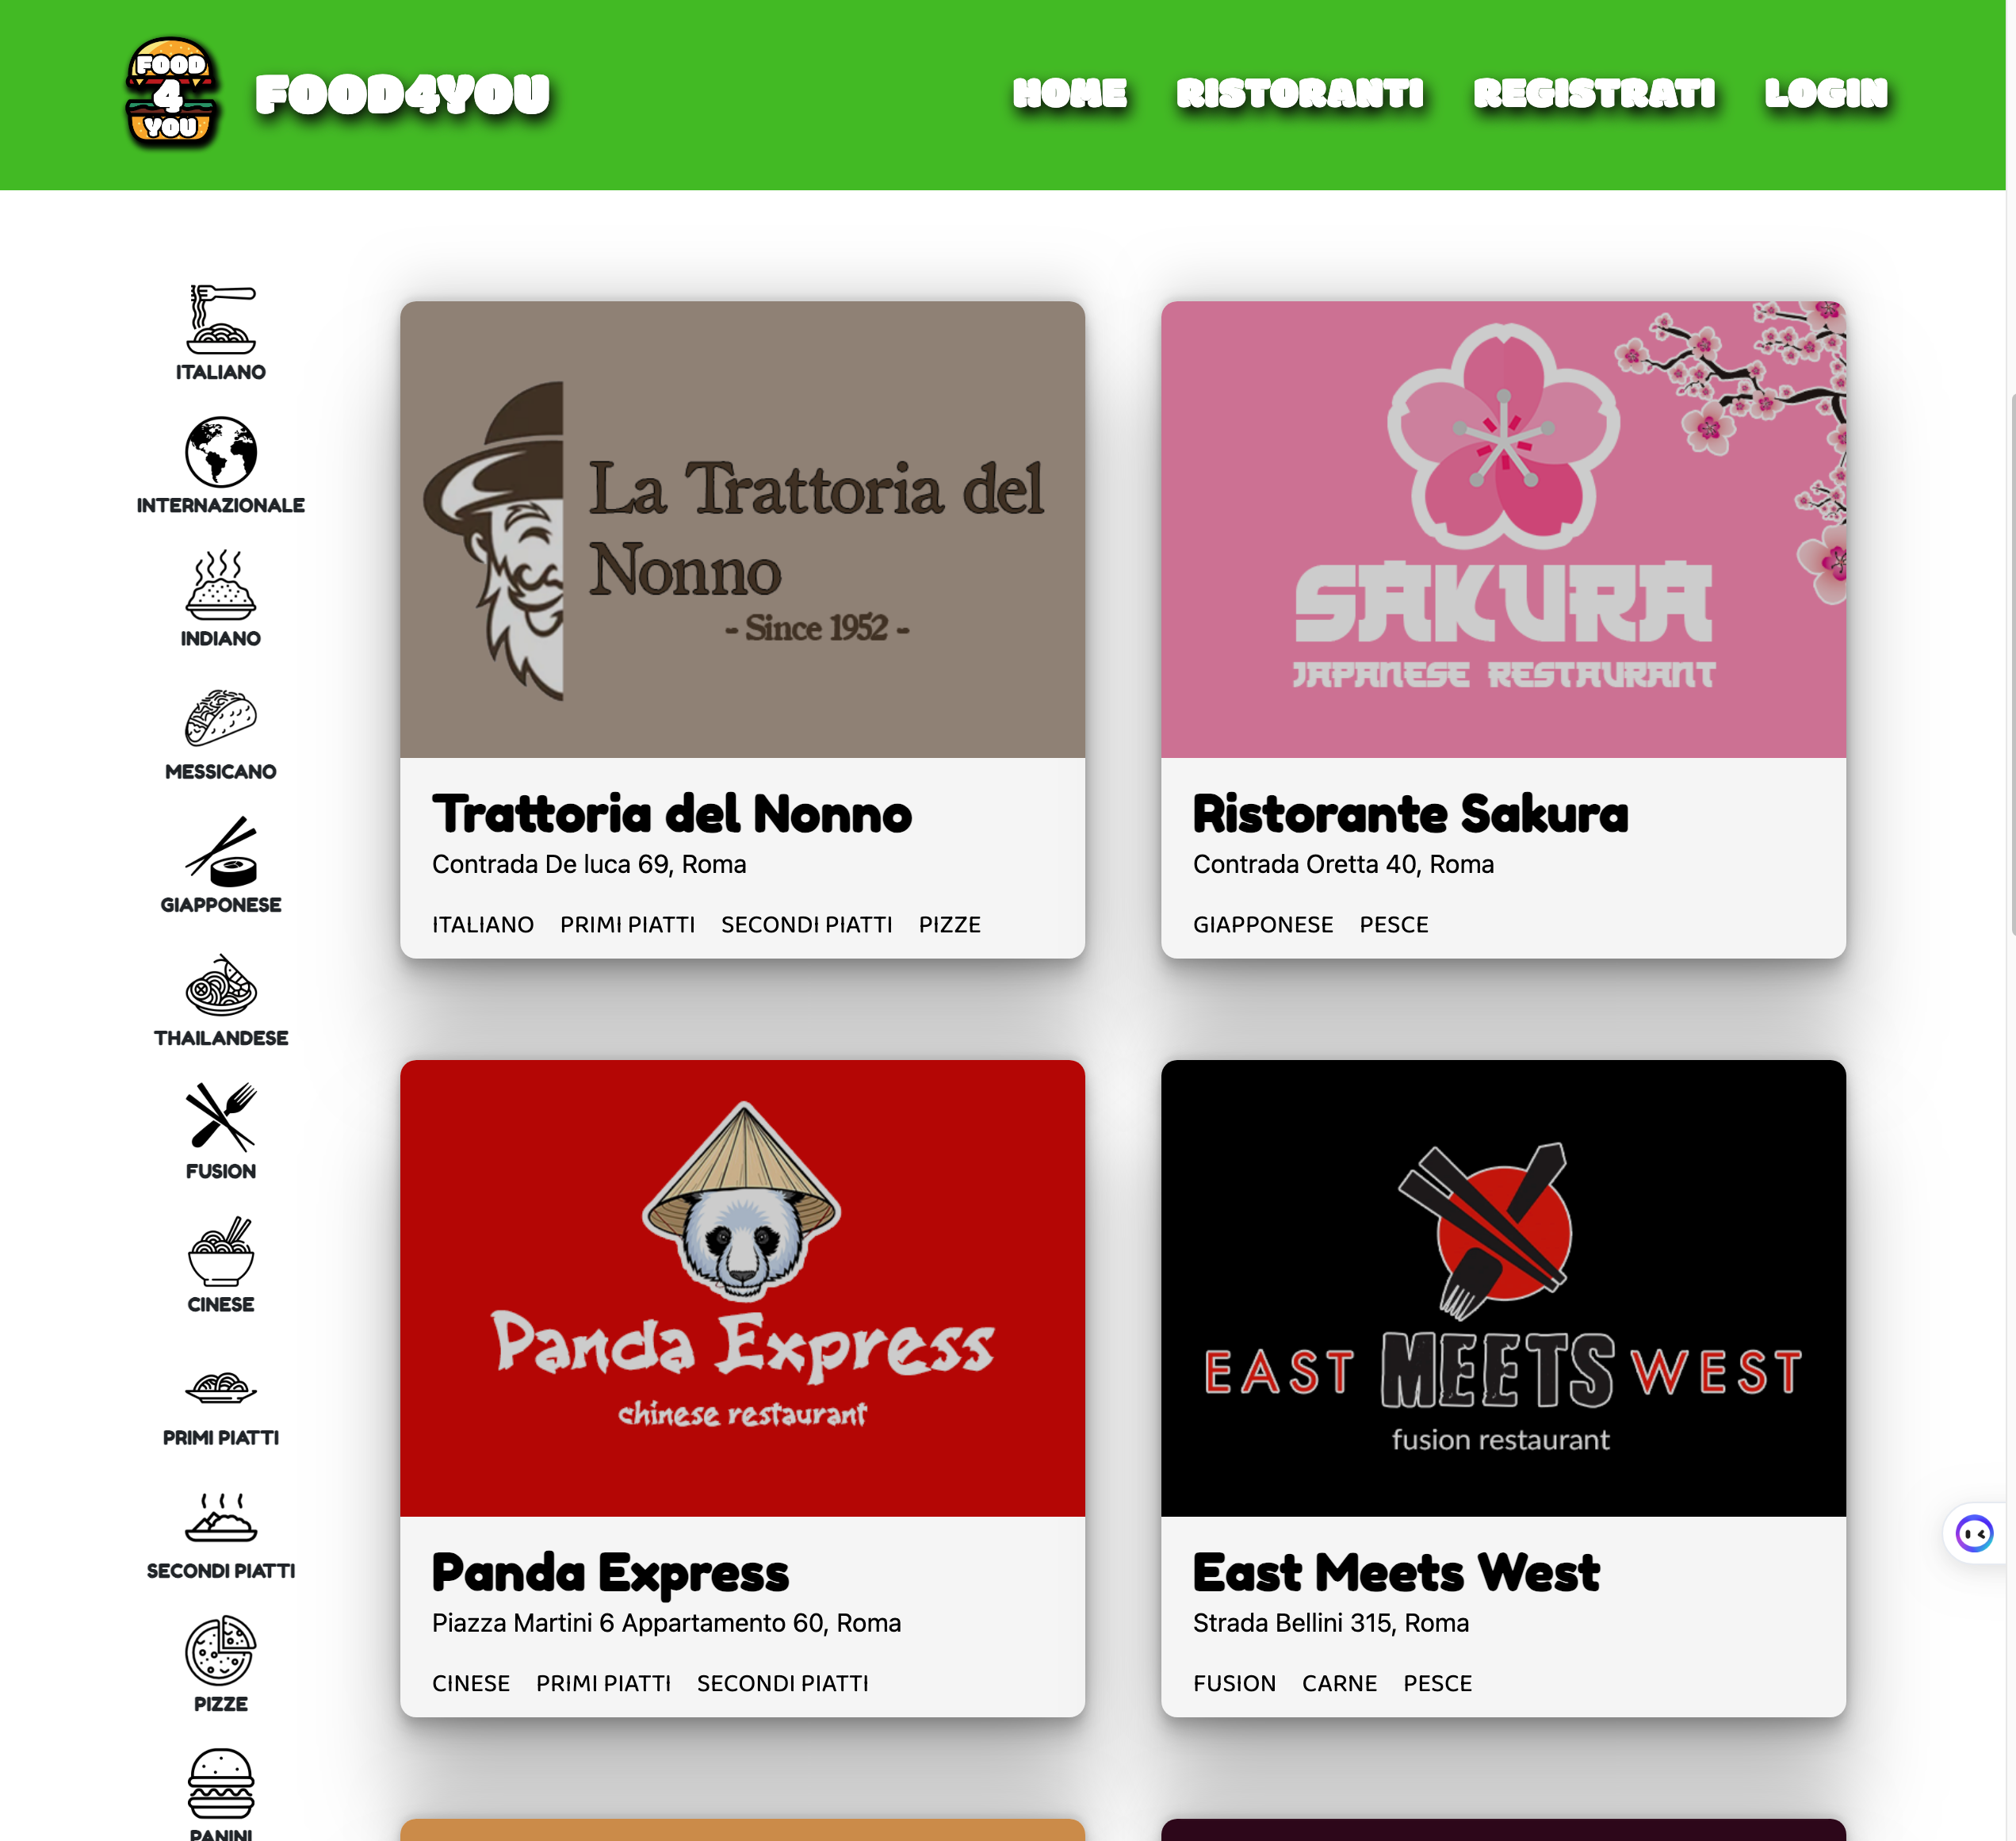 FOOD
4
YOU
FOOD4YOU
HOME RISTORANTI REGISTRATI LOGIN
ITALIANO
INTERNAZIONALE
INDIANO
MESSICANO
GIAPPONESE
THAILANDESE
FUSION
CINESE
PRIMI PIATTI
SECONDI PIATTI
PIZZE
PANINI
La Trattoria del
Nonno
- Since 1952 -
Trattoria del Nonno
Contrada De luca 69, Roma
ITALIANO PRIMI PIATTI SECONDI PIATTI PIZZE
SAKURA
JAPANESE RESTAURANT
Ristorante Sakura
Contrada Oretta 40, Roma
GIAPPONESE PESCE
Panda Express
chinese restaurant
Panda Express
Piazza Martini 6 Appartamento 60, Roma
CINESE PRIMI PIATTI SECONDI PIATTI
EAST MEETS WEST
fusion restaurant
East Meets West
Strada Bellini 315, Roma
FUSION CARNE PESCE